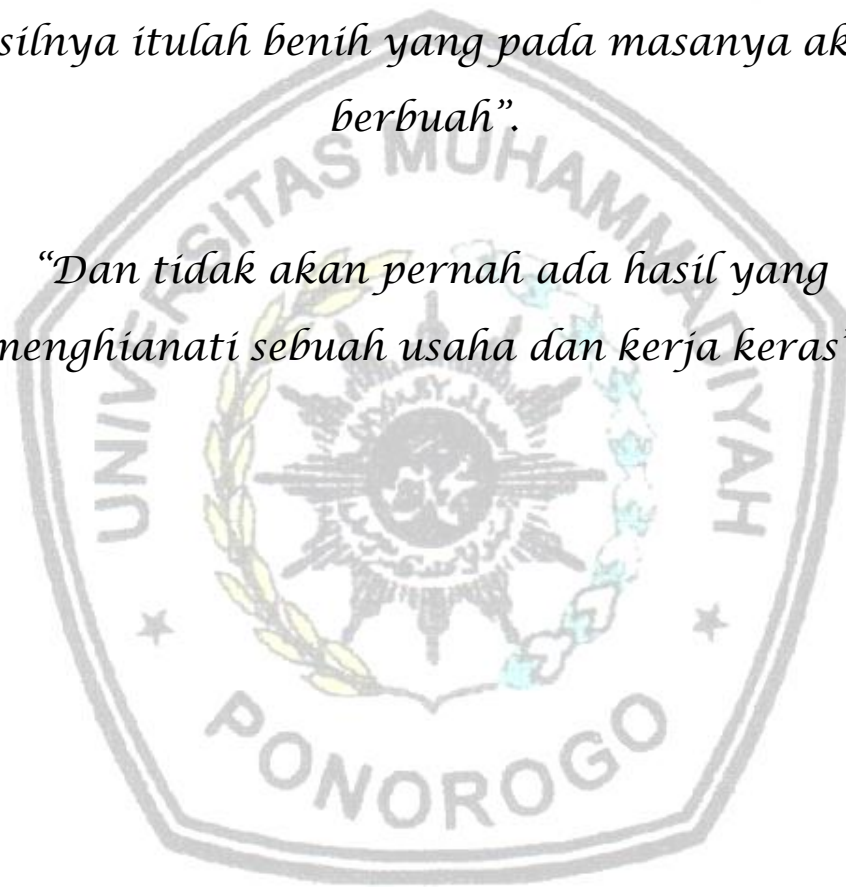 silnya itulah benih yang pada masanya ak
berbuah”.
“Dan tidak akan pernah ada hasil yang
menghianati sebuah usaha dan kerja keras”
UNIVERSITAS MUHAMMADIYAH
PONOROGO